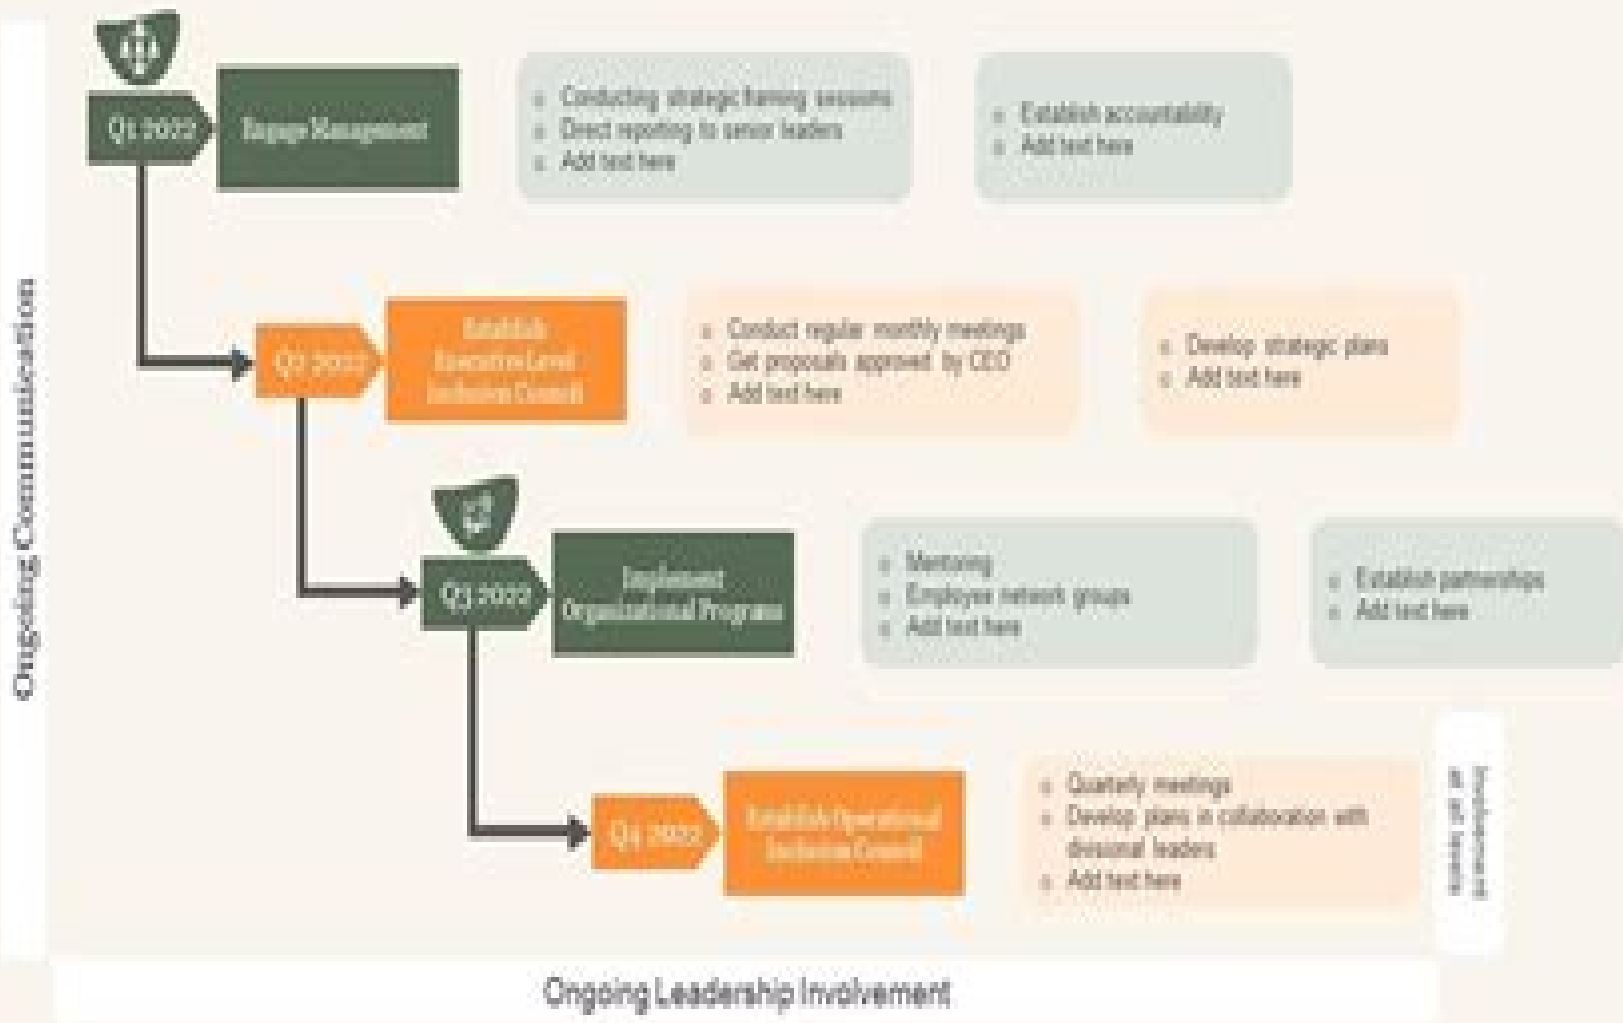 Q1 2022
Engage Management
Conducting strategic framing sessions
Direct reporting to senior leaders
Add text here
Establish accountability
Add text here
Q2 2022
Establish
Executive Level
Inclusion Council
Conduct regular monthly meetings
Get proposals approved by CEO
Add text here
Develop strategic plans
Add text here
Q3 2022
Implement
Organizational Programs
Mentoring
Employee network groups
Add text here
Establish partnerships
Add text here
Q4 2022
Establish Operational
Inclusion Council
Quarterly meetings
Develop plans in collaboration with
divisional leaders
Add text here
Involvement
at all levels
Ongoing Communication
Ongoing Leadership Involvement